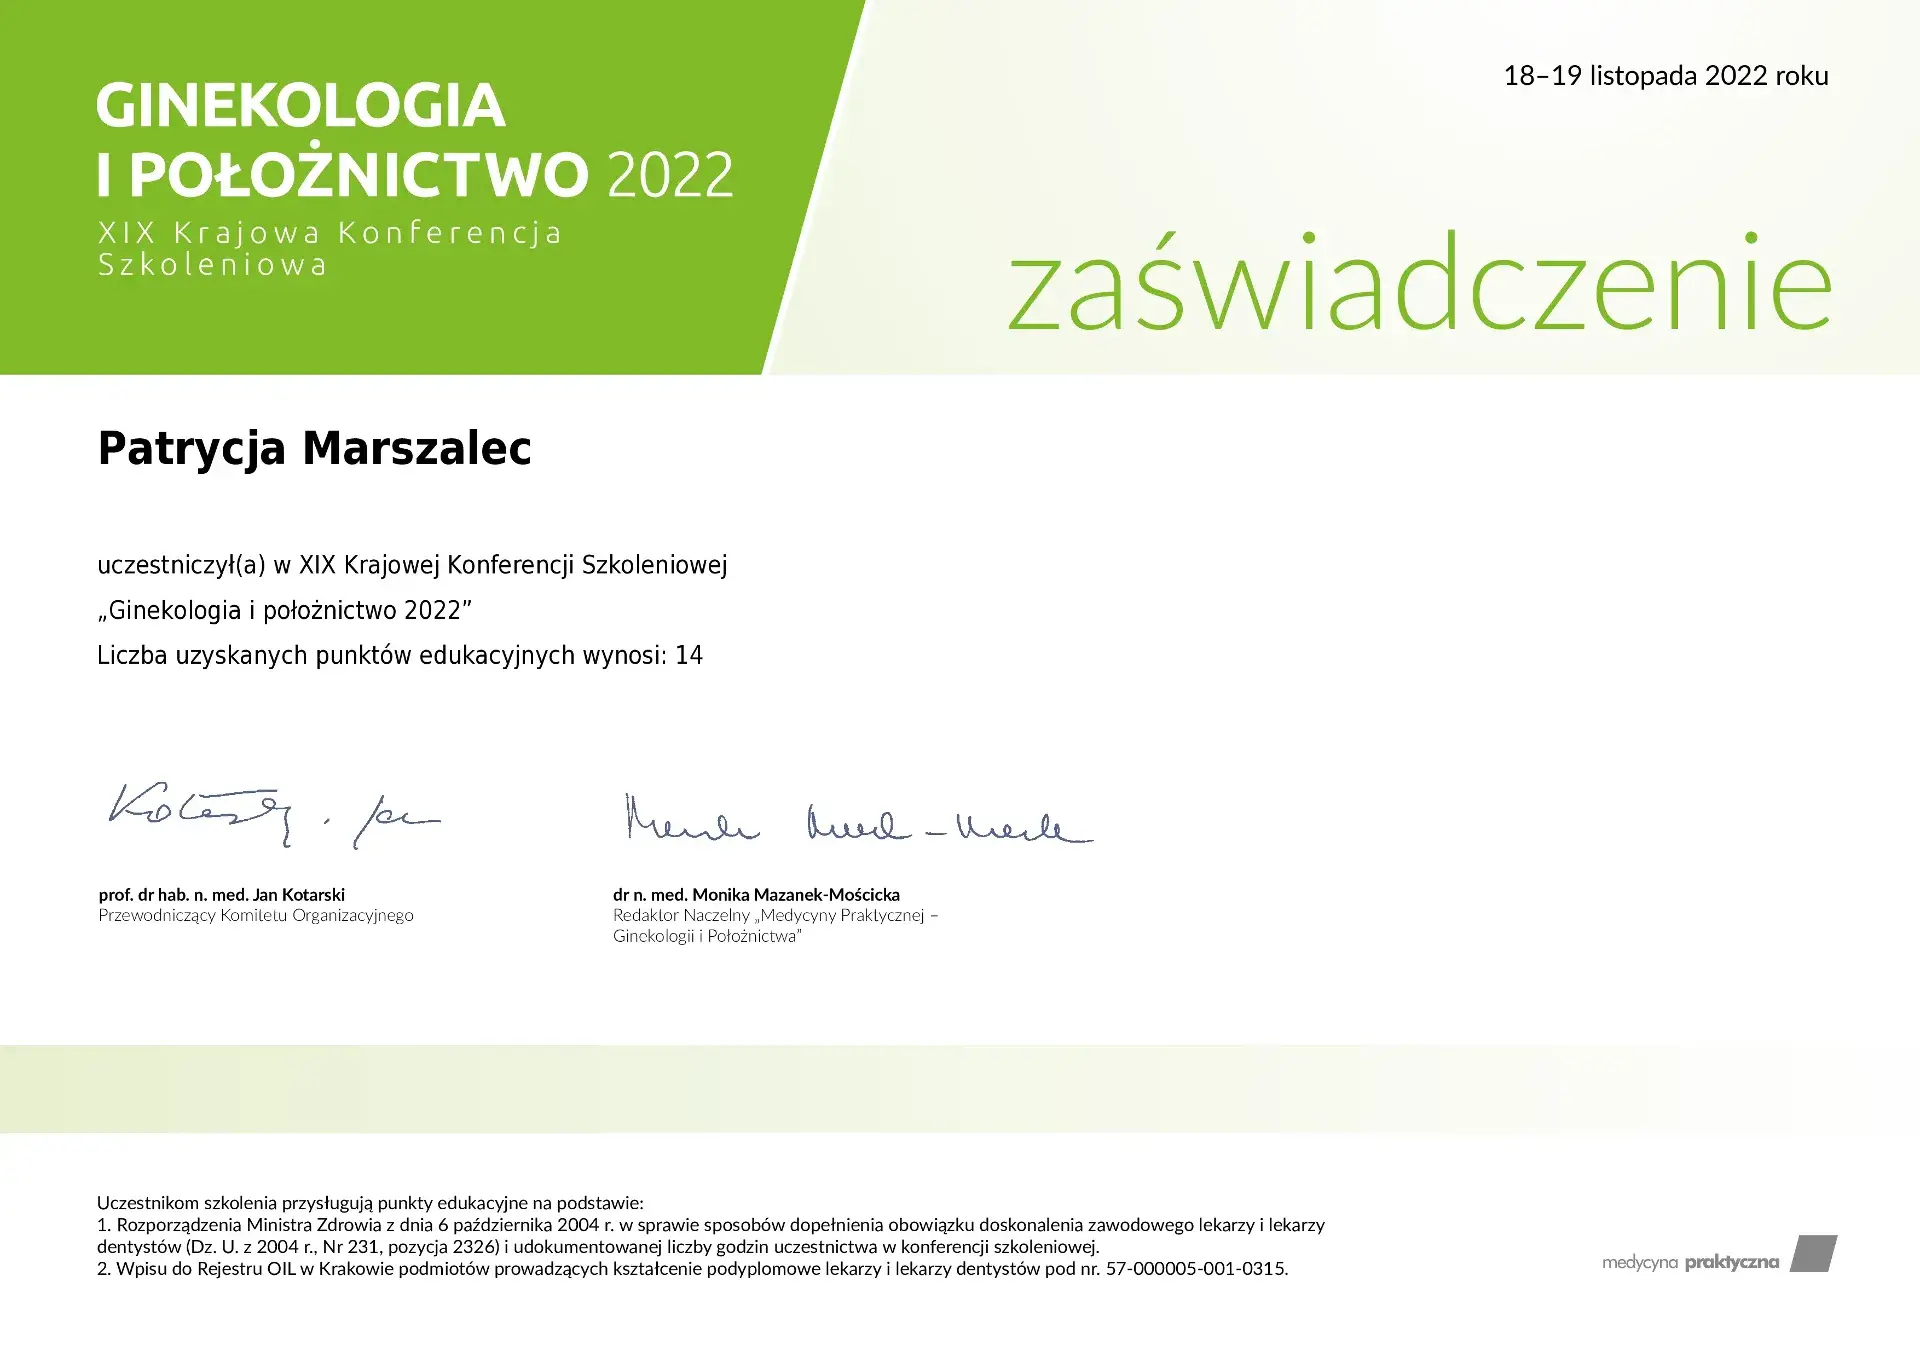 18–19 listopada 2022 roku
GINEKOLOGIA
I POŁOŻNICTWO 2022
XIX Krajowa Konferencja
Szkoleniowa
zaświadczenie
Patrycja Marszalec
uczestniczył(a) w XIX Krajowej Konferencji Szkoleniowej
„Ginekologia i położnictwo 2022”
Liczba uzyskanych punktów edukacyjnych wynosi: 14
prof. dr hab. n. med. Jan Kotarski
Przewodniczący Komitetu Organizacyjnego
dr n. med. Monika Mazanek-Mościcka
Redaktor Naczelny „Medycyny Praktycznej –
Ginekologii i Położnictwa”
Uczestnikom szkolenia przysługują punkty edukacyjne na podstawie:
1. Rozporządzenia Ministra Zdrowia z dnia 6 października 2004 r. w sprawie sposobów dopełnienia obowiązku doskonalenia zawodowego lekarzy i lekarzy
dentystów (Dz. U. z 2004 r., Nr 231, pozycja 2326) i udokumentowanej liczby godzin uczestnictwa w konferencji szkoleniowej.
2. Wpisu do Rejestru OIL w Krakowie podmiotów prowadzących kształcenie podyplomowe lekarzy i lekarzy dentystów pod nr. 57-000005-001-0315.
medycyna praktyczna